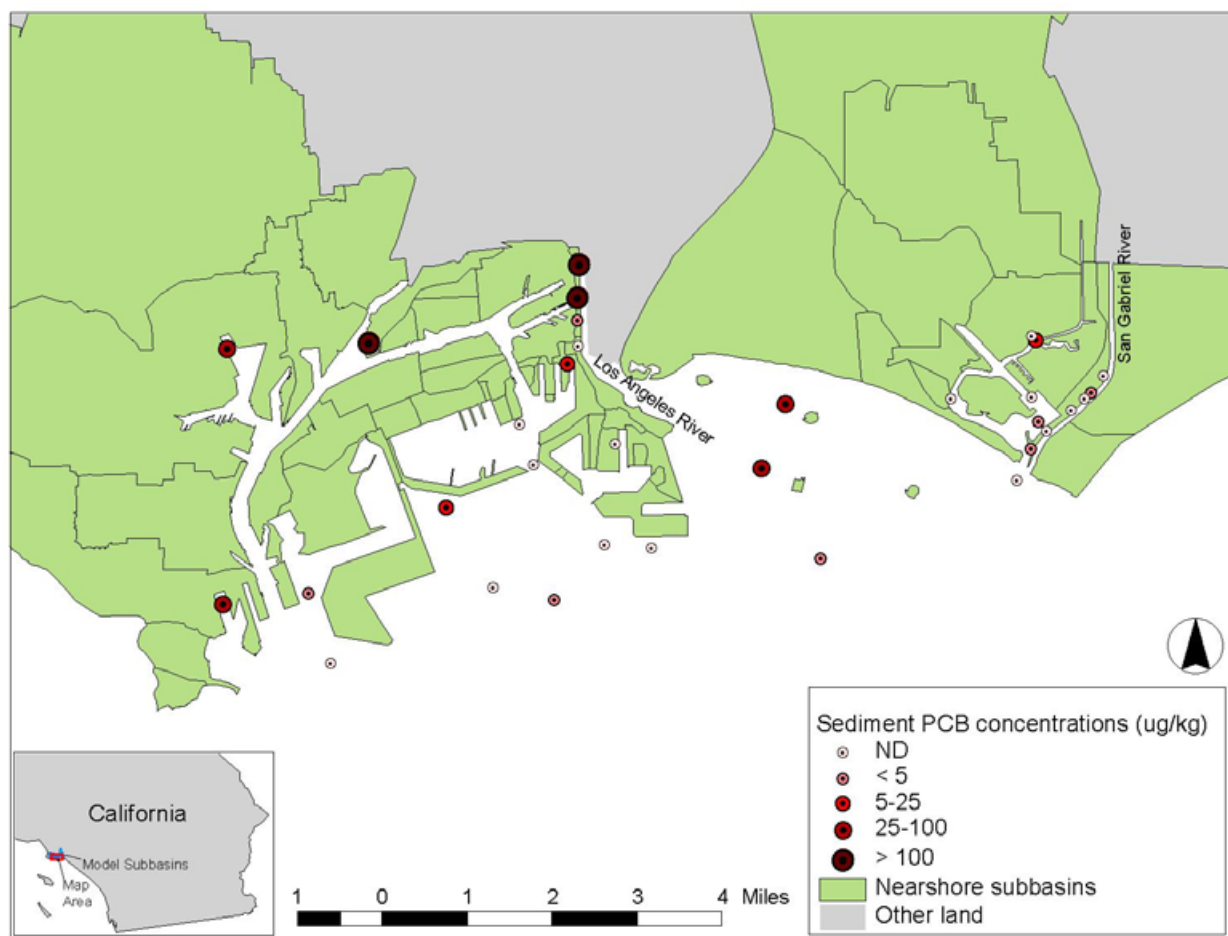 San Gabriel River
Los Angeles River
Sediment PCB concentrations (ug/kg)
ND
< 5
5-25
25-100
> 100
Nearshore subbasins
Other land
California
Model Subbasins
Map
Area
1 0 1 2 3 4 Miles